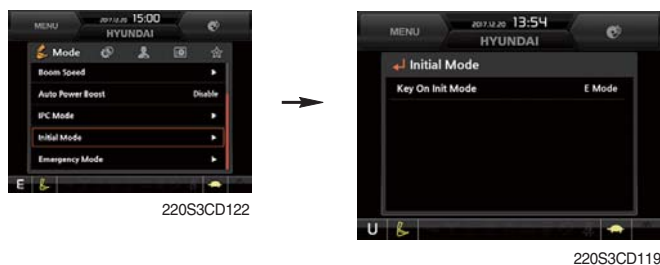 MENU
2017.12.20 15:00
HYUNDAI
Mode
Boom Speed
Auto Power Boost Disable
IPC Mode
Initial Mode
Emergency Mode
E
220S3CD122
MENU
2017.12.20 13:54
HYUNDAI
Initial Mode
Key On Init Mode E Mode
U
220S3CD119